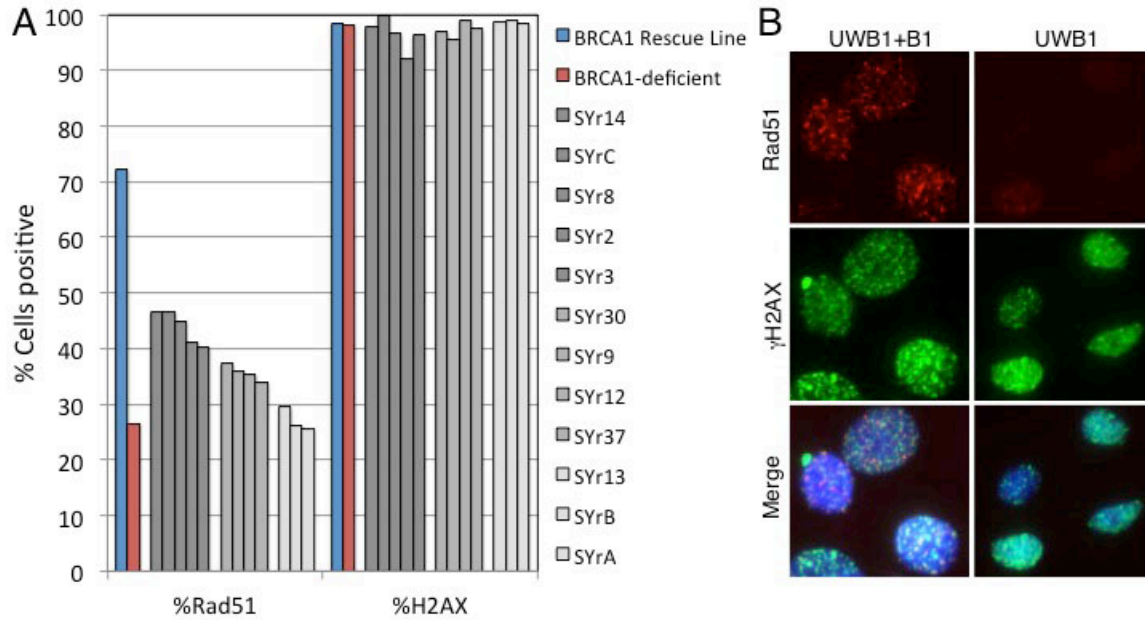 A
% Cells positive
100
90
80
70
60
50
40
30
20
10
0
%Rad51
%H2AX
BRCA1 Rescue Line
BRCA1-deficient
SYr14
SYrC
SYr8
SYr2
SYr3
SYr30
SYr9
SYr12
SYr37
SYr13
SYrB
SYrA
B
UWB1+B1
UWB1
Rad51
γH2AX
Merge